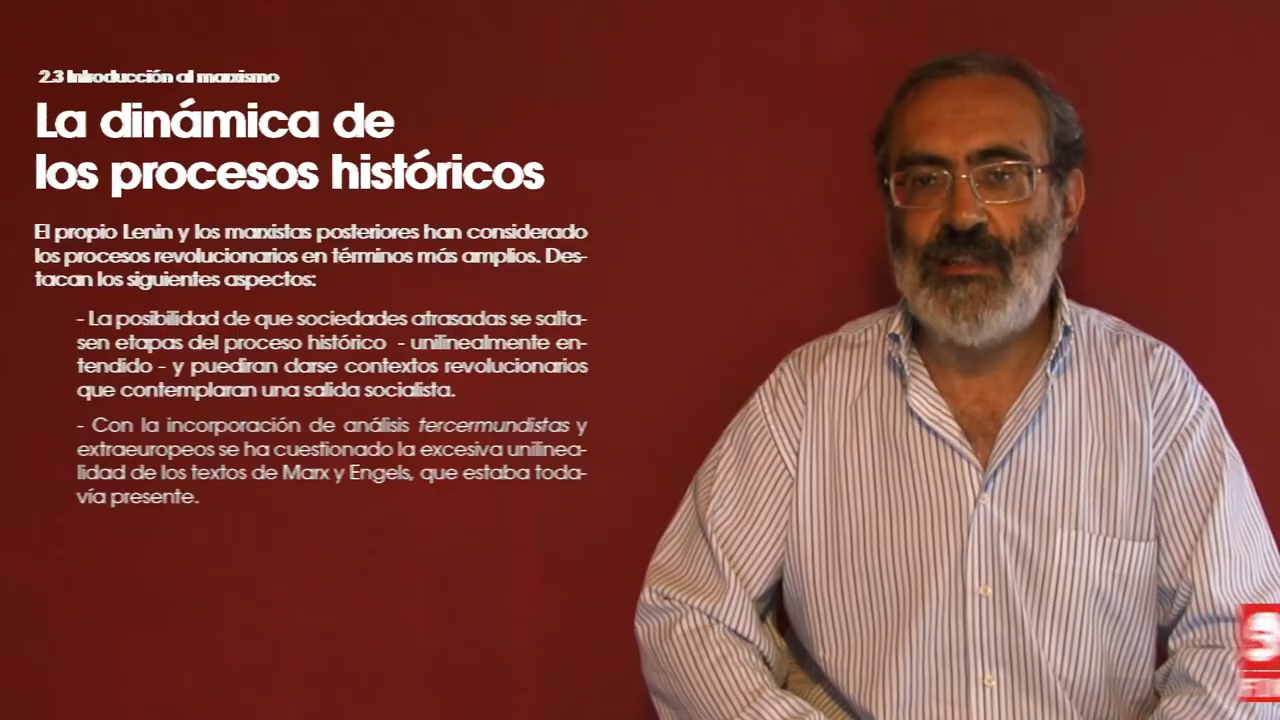 2.3 Introducción al marxismo
La dinámica de
los procesos históricos
El propio Lenin y los marxistas posteriores han considerado
los procesos revolucionarios en términos más amplios. Des-
tacan los siguientes aspectos:
- La posibilidad de que sociedades atrasadas se salta-
sen etapas del proceso histórico - unilinealmente en-
tendido - y puediran darse contextos revolucionarios
que contemplaran una salida socialista.
- Con la incorporación de análisis tercermundistas y
extraeuropeos se ha cuestionado la excesiva unilinea-
lidad de los textos de Marx y Engels, que estaba toda-
vía presente.